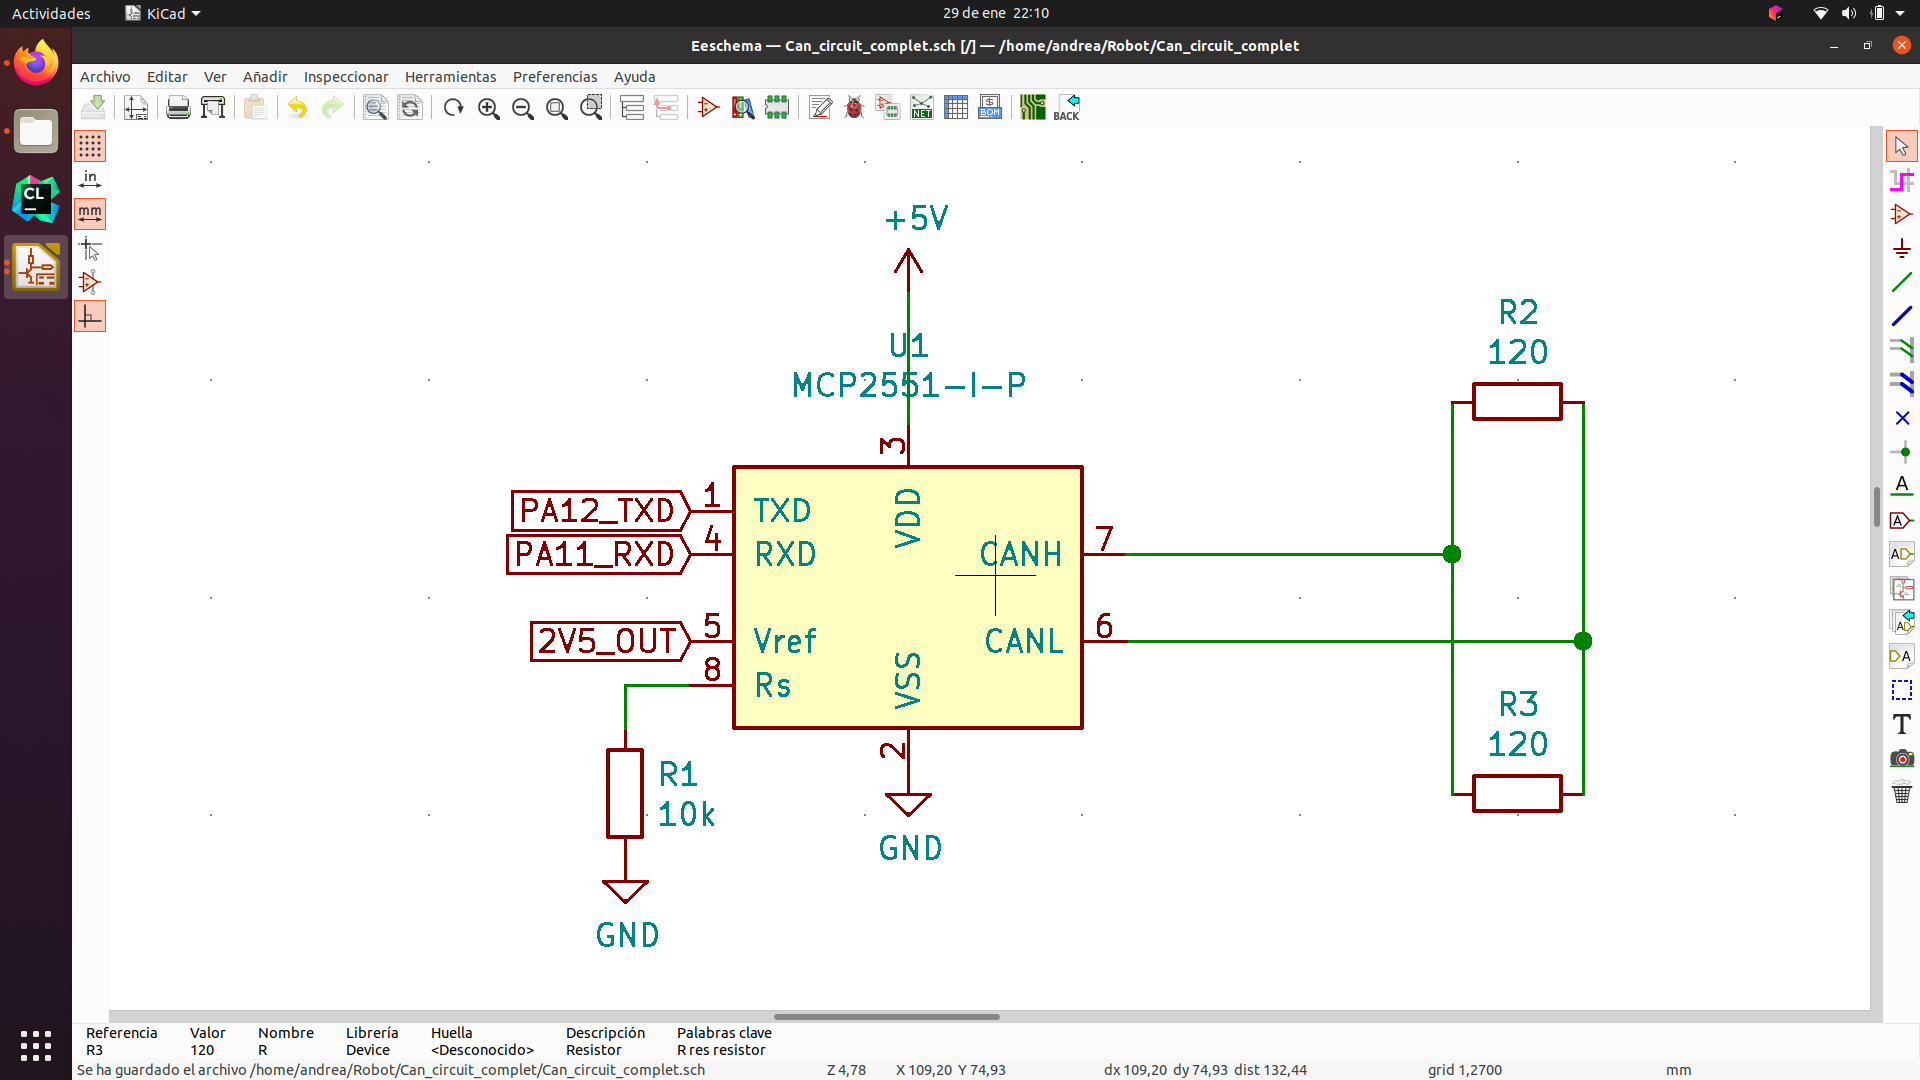 Actividades KiCad 29 de ene 22:10
Eeschema — Can_circuit_complet.sch [/] — /home/andrea/Robot/Can_circuit_complet
Archivo Editar Ver Añadir Inspeccionar Herramientas Preferencias Ayuda
NET BOM BACK
in
CL
mm
+5V
U1
MCP2551-I-P
R2
120
3
PA12_TXD 1 TXD
VDD
PA11_RXD 4 RXD
CANH 7
2V5_OUT 5 Vref
CANL 6
8 Rs
VSS
2
GND
R1
10k
GND
R3
120
A
A
A
A
A
T
Referencia Valor Nombre Librería Huella Descripción Palabras clave
R3 120 R Device <Desconocido> Resistor R res resistor
Se ha guardado el archivo /home/andrea/Robot/Can_circuit_complet/Can_circuit_complet.sch Z 4,78 X 109,20 Y 74,93 dx 109,20 dy 74,93 dist 132,44 grid 1,2700 mm